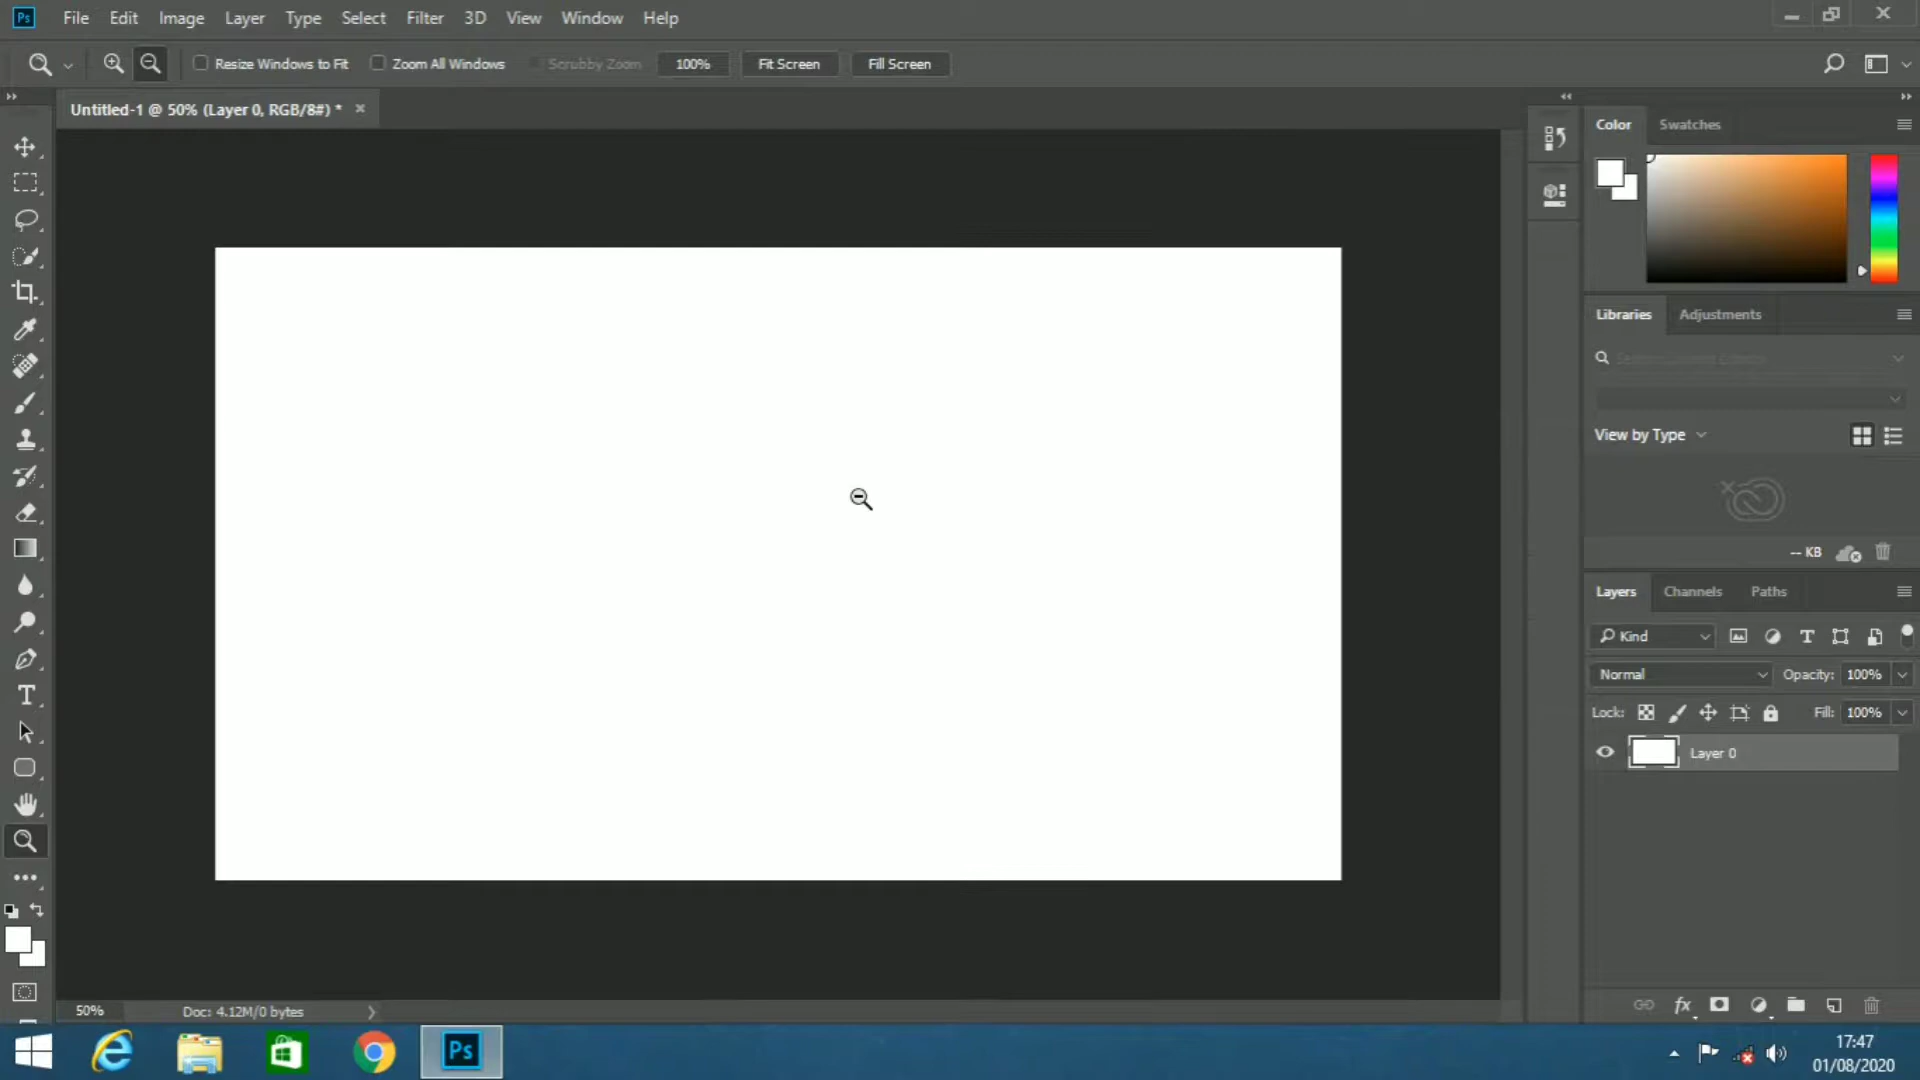 Ps File Edit Image Layer Type Select Filter 3D View Window Help
Resize Windows to Fit Zoom All Windows Scrubby Zoom 100% Fit Screen Fill Screen
Untitled-1 @ 50% (Layer 0, RGB/8#) * ×
Color Swatches
Libraries Adjustments
View by Type
-- KB
Layers Channels Paths
Kind
Normal Opacity: 100%
Lock: Fill: 100%
Layer 0
fx
50% Doc: 4.12M/0 bytes
Ps
17:47
01/08/2020